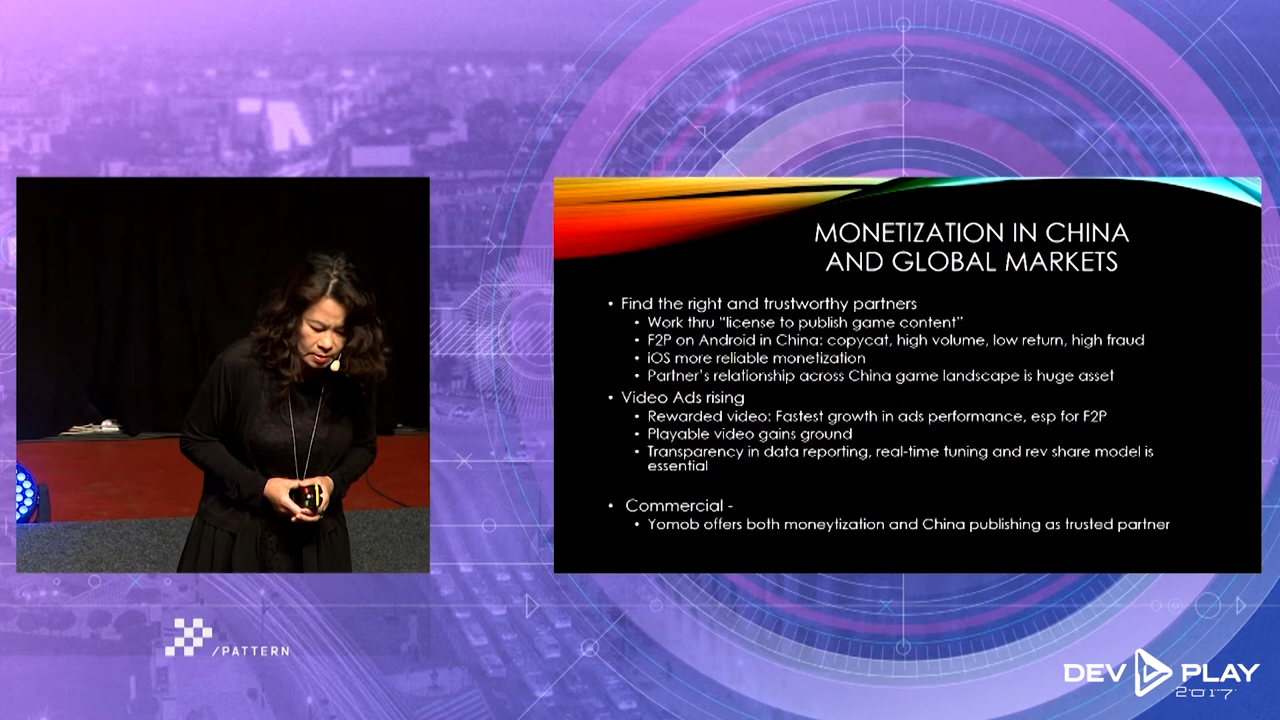 MONETIZATION IN CHINA
AND GLOBAL MARKETS
• Find the right and trustworthy partners
• Work thru "license to publish game content"
• F2P on Android in China: copycat, high volume, low return, high fraud
• iOS more reliable monetization
• Partner's relationship across China game landscape is huge asset
• Video Ads rising
• Rewarded video: Fastest growth in ads performance, esp for F2P
• Playable video gains ground
• Transparency in data reporting, real-time tuning and rev share model is
essential
• Commercial -
• Yomob offers both moneytization and China publishing as trusted partner
/PATTERN
DEV PLAY
2017